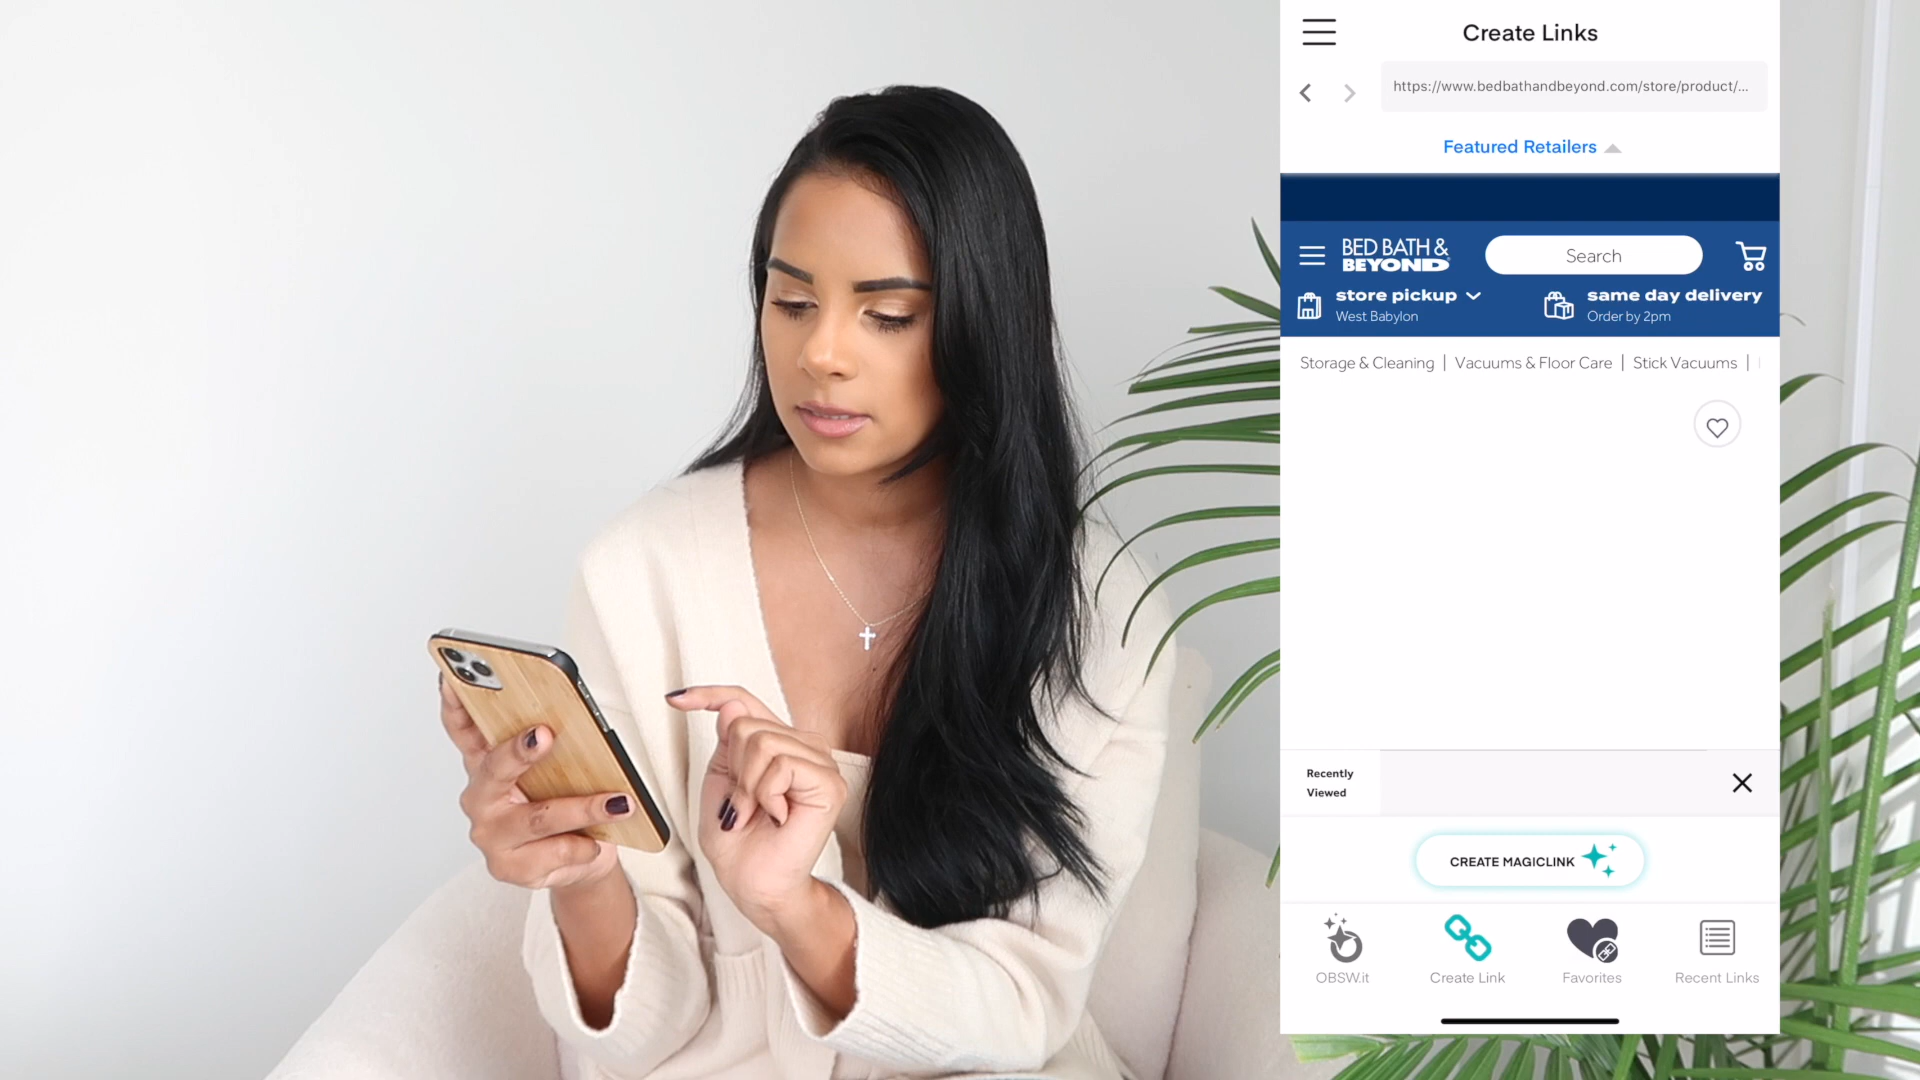 Create Links
https://www.bedbathandbeyond.com/store/product/...
Featured Retailers
BED BATH &
BEYOND
Search
store pickup
West Babylon
same day delivery
Order by 2pm
Storage & Cleaning | Vacuums & Floor Care | Stick Vacuums |
Recently
Viewed
CREATE MAGICLINK
OBSW.it
Create Link
Favorites
Recent Links